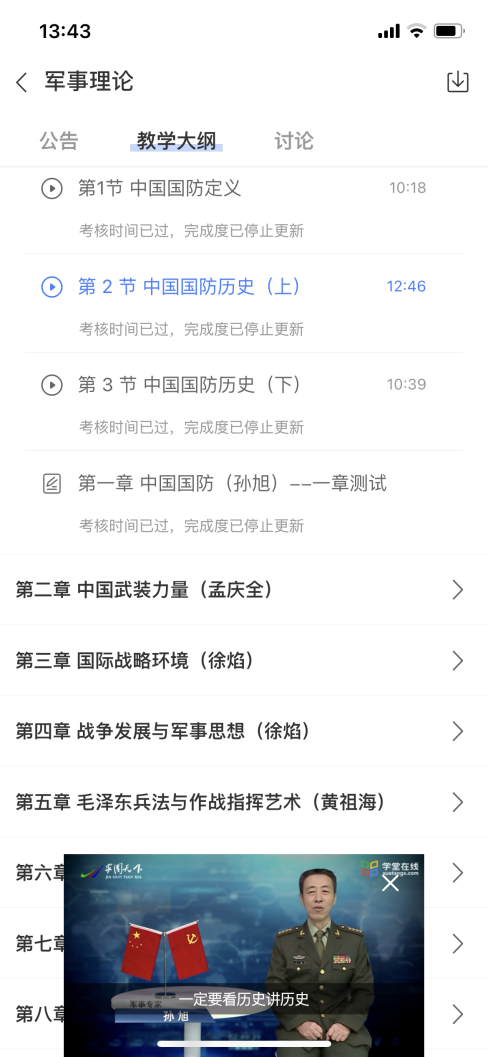 13:43
军事理论
公告 教学大纲 讨论
第1节 中国国防定义 10:18
考核时间已过，完成度已停止更新
第 2 节 中国国防历史（上） 12:46
考核时间已过，完成度已停止更新
第 3 节 中国国防历史（下） 10:39
考核时间已过，完成度已停止更新
第一章 中国国防（孙旭）--一章测试
考核时间已过，完成度已停止更新
第二章 中国武装力量（孟庆全）
第三章 国际战略环境（徐焰）
第四章 战争发展与军事思想（徐焰）
第五章 毛泽东兵法与作战指挥艺术（黄祖海）
第六章
军国天下 学堂在线
xuetangx.com
第七章
一定要看历史讲历史
军事专家
第八章
孙 旭